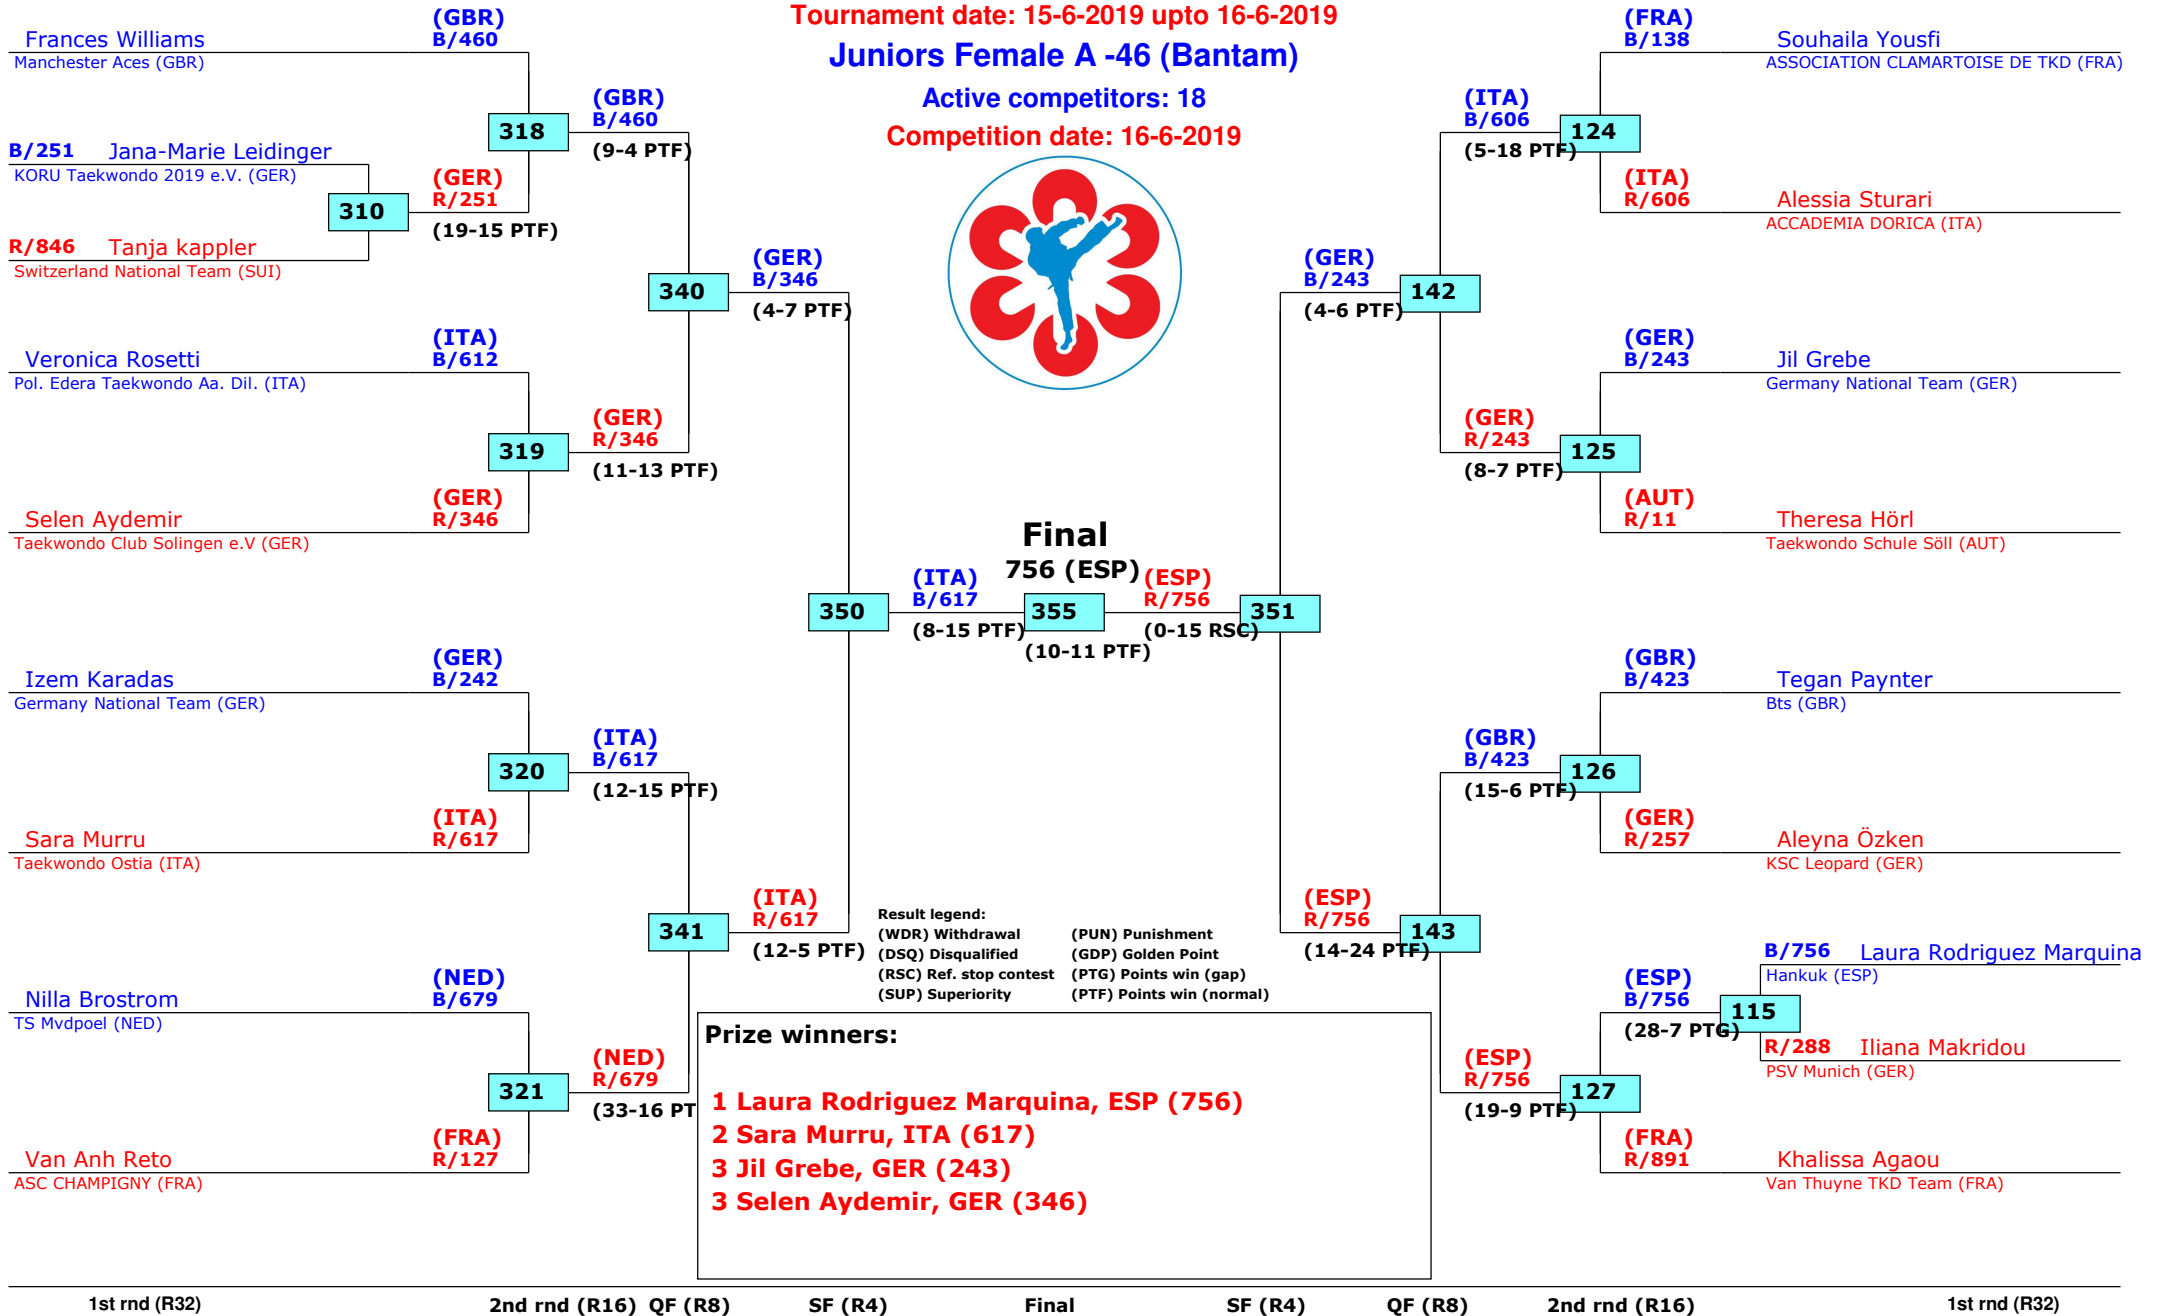 Tournament date: 15-6-2019 upto 16-6-2019
Juniors Female A -46 (Bantam)
Active competitors: 18
Competition date: 16-6-2019
Frances Williams
Manchester Aces (GBR)
(GBR)
B/460
B/251 Jana-Marie Leidinger
KORU Taekwondo 2019 e.V. (GER)
R/846 Tanja kappler
Switzerland National Team (SUI)
310
(GER)
R/251
(19-15 PTF)
318
(GBR)
B/460
(9-4 PTF)
Veronica Rosetti
Pol. Edera Taekwondo Aa. Dil. (ITA)
(ITA)
B/612
Selen Aydemir
Taekwondo Club Solingen e.V (GER)
(GER)
R/346
319
(GER)
R/346
(11-13 PTF)
340
(GER)
B/346
(4-7 PTF)
Izem Karadas
Germany National Team (GER)
(GER)
B/242
Sara Murru
Taekwondo Ostia (ITA)
(ITA)
R/617
320
(ITA)
B/617
(12-15 PTF)
Nilla Brostrom
TS Mvdpoel (NED)
(NED)
B/679
Van Anh Reto
ASC CHAMPIGNY (FRA)
(FRA)
R/127
321
(NED)
R/679
(33-16 PT
341
(ITA)
R/617
(12-5 PTF)
350
(ITA)
B/617
(8-15 PTF)
Final
756 (ESP)
355
(10-11 PTF)
(ESP)
R/756
(0-15 RSC)
351
(GER)
B/243
(4-6 PTF)
142
(ITA)
B/606
(5-18 PTF)
124
(FRA)
B/138
Souhaila Yousfi
ASSOCIATION CLAMARTOISE DE TKD (FRA)
(ITA)
R/606
Alessia Sturari
ACCADEMIA DORICA (ITA)
(GER)
R/243
(8-7 PTF)
125
(GER)
B/243
Jil Grebe
Germany National Team (GER)
(AUT)
R/11
Theresa Hörl
Taekwondo Schule Söll (AUT)
(ESP)
R/756
(14-24 PTF)
143
(GBR)
B/423
(15-6 PTF)
126
(GBR)
B/423
Tegan Paynter
Bts (GBR)
(GER)
R/257
Aleyna Özken
KSC Leopard (GER)
(ESP)
R/756
(19-9 PTF)
127
(ESP)
B/756
(28-7 PTG)
115
B/756 Laura Rodriguez Marquina
Hankuk (ESP)
R/288 Iliana Makridou
PSV Munich (GER)
(FRA)
R/891
Khalissa Agaou
Van Thuyne TKD Team (FRA)
Result legend:
(WDR) Withdrawal (PUN) Punishment
(DSQ) Disqualified (GDP) Golden Point
(RSC) Ref. stop contest (PTG) Points win (gap)
(SUP) Superiority (PTF) Points win (normal)
Prize winners:
1 Laura Rodriguez Marquina, ESP (756)
2 Sara Murru, ITA (617)
3 Jil Grebe, GER (243)
3 Selen Aydemir, GER (346)
1st rnd (R32) 2nd rnd (R16) QF (R8) SF (R4) Final SF (R4) QF (R8) 2nd rnd (R16) 1st rnd (R32)